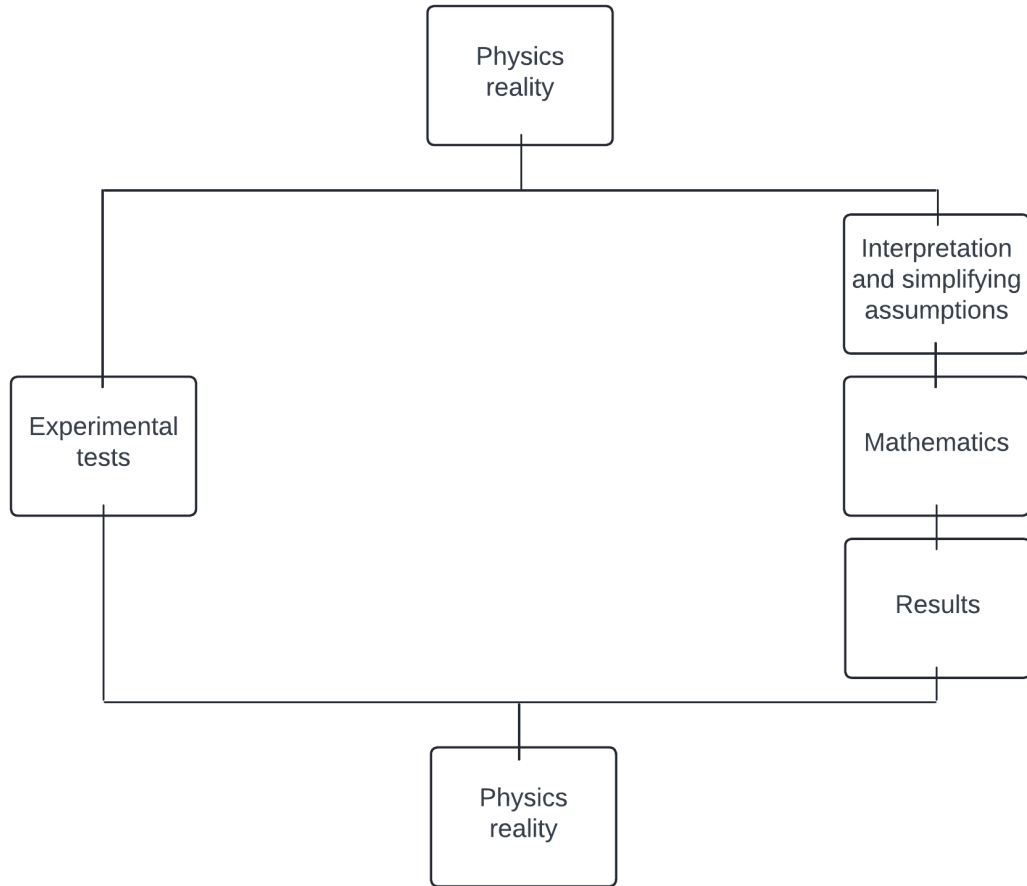 Physics
reality
Interpretation
and simplifying
assumptions
Experimental
tests
Mathematics
Results
Physics
reality